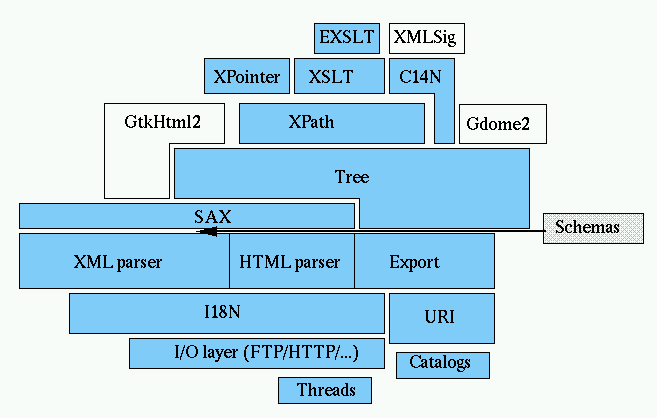 EXSLT
XMLSig
XPointer
XSLT
C14N
GtkHtml2
XPath
Gdome2
Tree
SAX
Schemas
XML parser
HTML parser
Export
I18N
URI
I/O layer (FTP/HTTP/...)
Catalogs
Threads